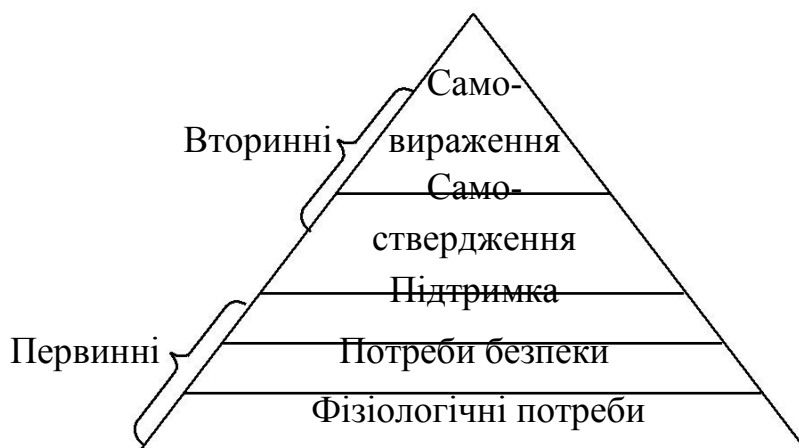 Само-
Вторинні вираження
Само-
ствердження
Підтримка
Первинні Потреби безпеки
Фізіологічні потреби